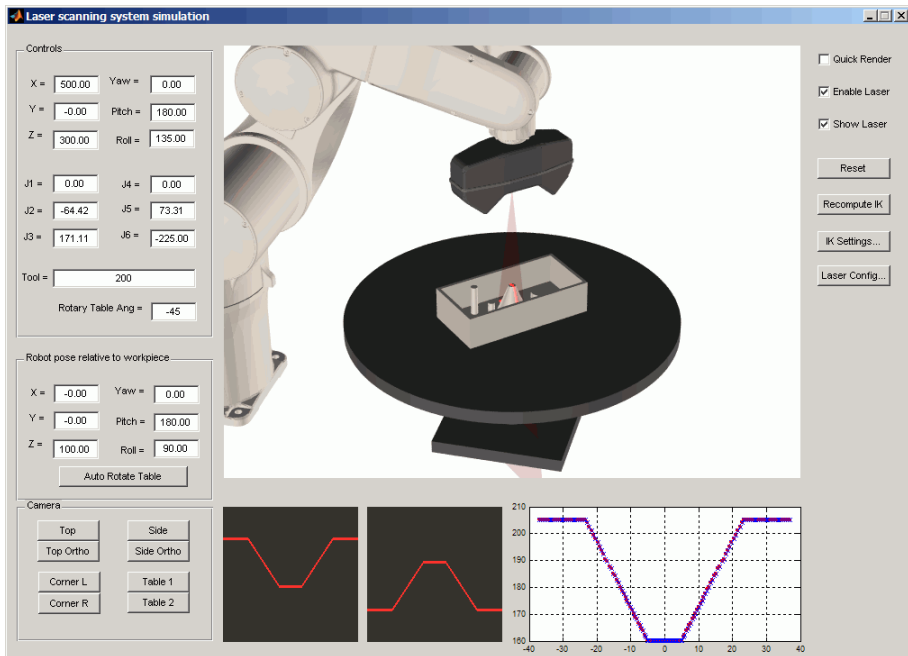 Laser scanning system simulation
Controls
X = 500.00 Yaw = 0.00
Y = -0.00 Pitch = 180.00
Z = 300.00 Roll = 135.00
J1 = 0.00 J4 = 0.00
J2 = -64.42 J5 = 73.31
J3 = 171.11 J6 = -225.00
Tool = 200
Rotary Table Ang = -45
Robot pose relative to workpiece
X = -0.00 Yaw = 0.00
Y = -0.00 Pitch = 180.00
Z = 100.00 Roll = 90.00
Auto Rotate Table
Camera
Top Side
Top Ortho Side Ortho
Corner L Table 1
Corner R Table 2
Quick Render
Enable Laser
Show Laser
Reset
Recompute IK
IK Settings...
Laser Config...
210
200
190
180
170
160
-40 -30 -20 -10 0 10 20 30 40